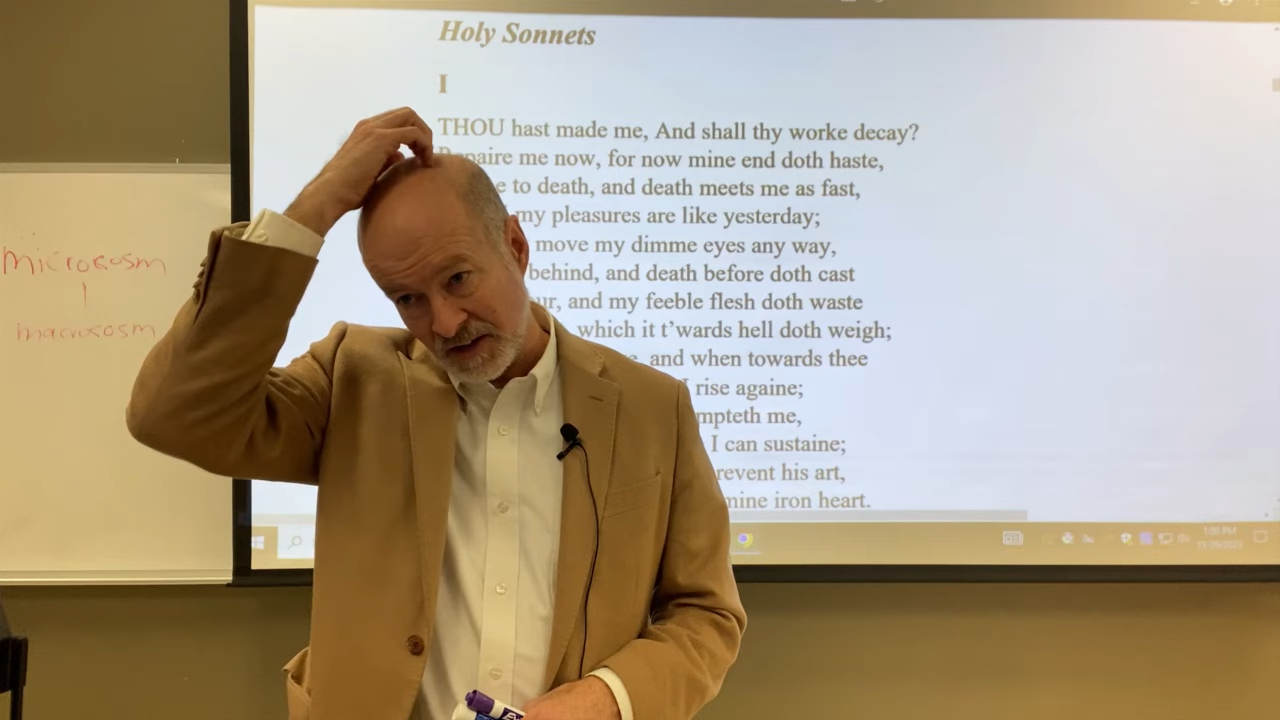 Holy Sonnets
I
THOU hast made me, And shall thy worke decay?
me now, for now mine end doth haste,
to death, and death meets me as fast,
my pleasures are like yesterday;
move my dimme eyes any way,
behind, and death before doth cast
and my feeble flesh doth waste
which it t'wards hell doth weigh;
and when towards thee
I rise againe;
me,
I can sustaine;
his art,
mine iron heart.
microcosm
macrocosm
1:00 PM